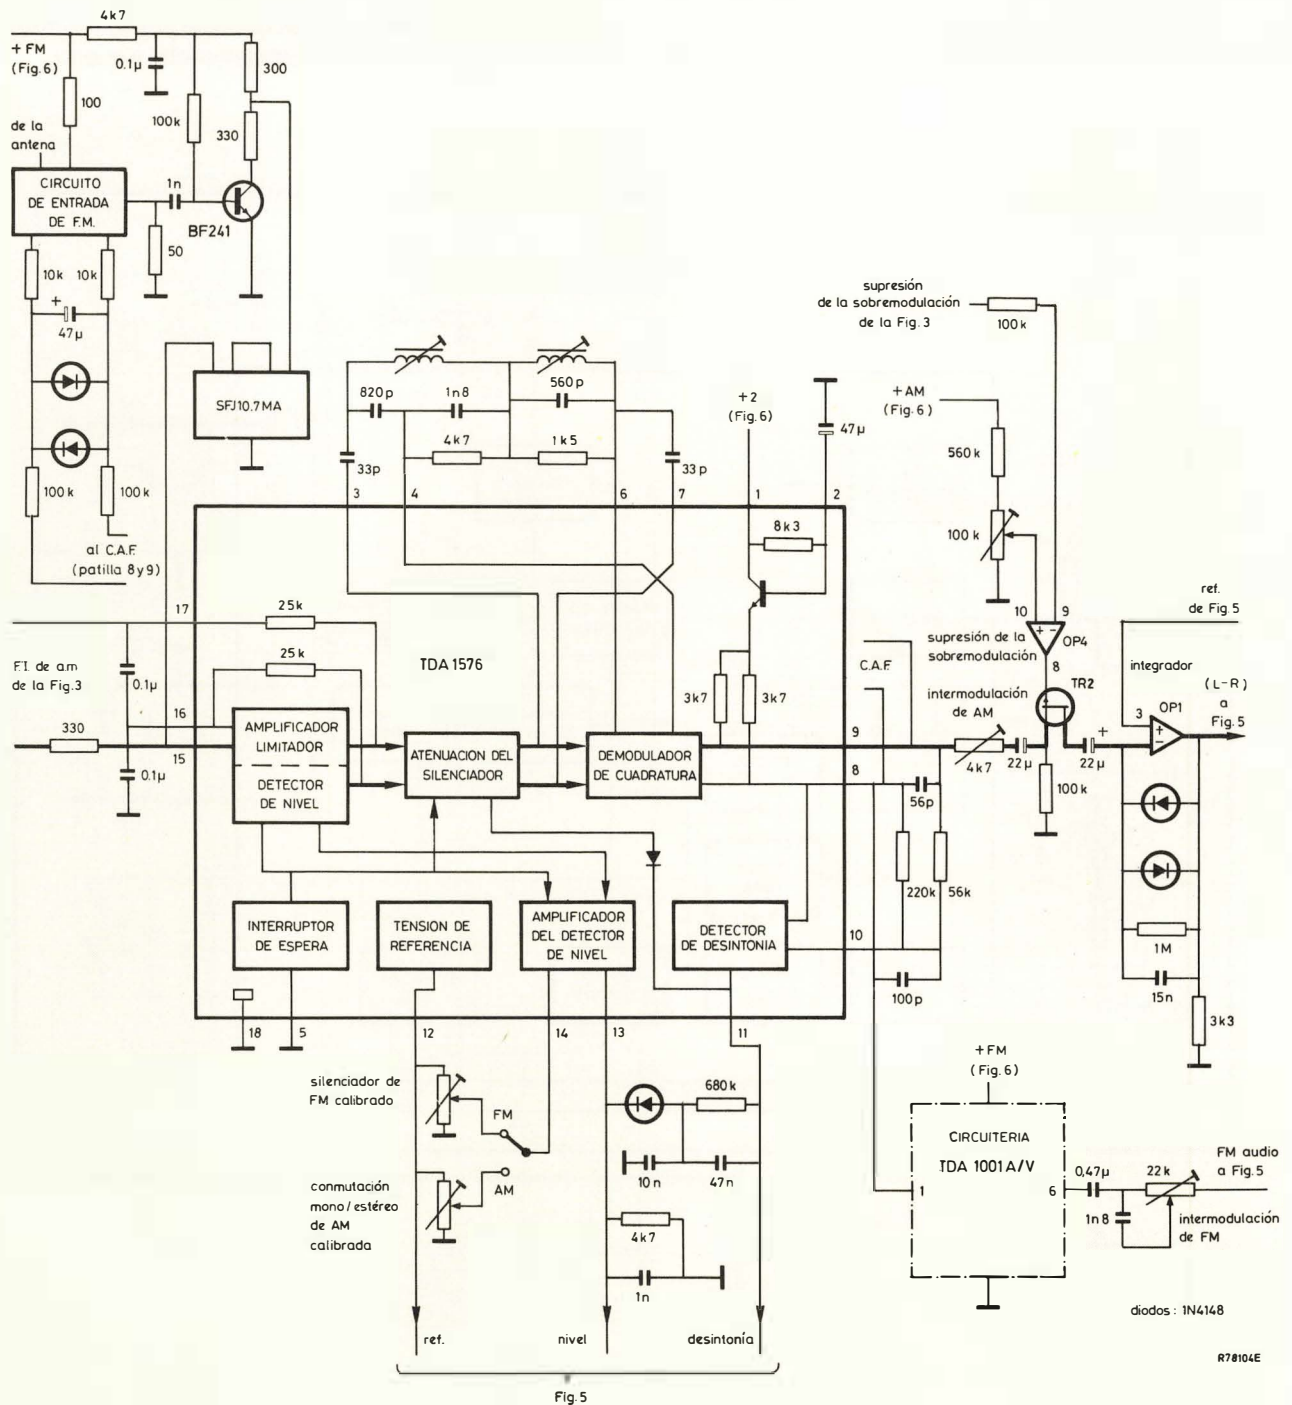 4k7
+ FM
(Fig. 6)
0.1µ
300
100
100k
330
de la
antena
CIRCUITO
DE ENTRADA
DE F.M.
1n
BF241
50
10k
10k
+
47µ
100k
100k
al C.A.F.
(patilla 8y9)
SFJ10.7MA
820p
1n8
560p
4k7
1k5
33p
33p
3
4
6
7
1
2
+2
(Fig.6)
47µ
8k3
supresión
de la sobremodulación
de la Fig. 3
100k
+AM
(Fig. 6)
560k
100k
10
9
+ -
OP4
8
supresión de la
sobremodulación
TR2
intermodulación
de AM
ref.
de Fig.5
integrador
(L-R)
a
Fig.5
3
OP1
+
-
17
25k
25k
TDA 1576
F.I. de a.m
de la Fig.3
0.1µ
330
16
15
0.1µ
AMPLIFICADOR
LIMITADOR
DETECTOR
DE NIVEL
ATENUACION DEL
SILENCIADOR
DEMODULADOR
DE CUADRATURA
3k7
3k7
C.A.F.
9
8
4k7
22µ
+
22µ
100k
56p
220k
56k
10
100p
1M
15n
3k3
INTERRUPTOR
DE ESPERA
TENSION DE
REFERENCIA
AMPLIFICADOR
DEL DETECTOR
DE NIVEL
DETECTOR
DE DESINTONIA
18
5
12
14
13
11
silenciador de
FM calibrado
FM
AM
conmutación
mono/estéreo
de AM
calibrada
680k
10n
47n
4k7
1n
+FM
(Fig.6)
CIRCUITERIA
TDA 1001A/V
1
6
0,47µ
22k
FM audio
a Fig.5
1n8
intermodulación
de FM
diodos : 1N4148
ref.
nivel
desintonía
Fig.5
R78104E